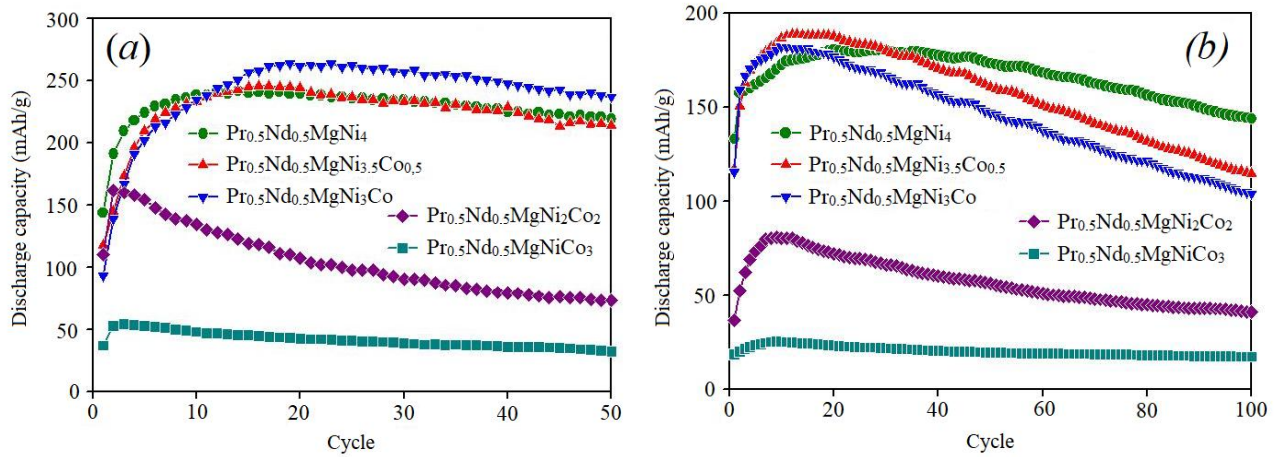 (a)
300
250
200
150
100
50
0
Discharge capacity (mAh/g)
Pr₀.₅Nd₀.₅MgNi₄
Pr₀.₅Nd₀.₅MgNi₃.₅Co₀,₅
Pr₀.₅Nd₀.₅MgNi₃Co
Pr₀.₅Nd₀.₅MgNi₂Co₂
Pr₀.₅Nd₀.₅MgNiCo₃
0 10 20 30 40 50
Cycle
(b)
200
150
100
50
0
Discharge capacity (mAh/g)
Pr₀.₅Nd₀.₅MgNi₄
Pr₀.₅Nd₀.₅MgNi₃.₅Co₀.₅
Pr₀.₅Nd₀.₅MgNi₃Co
Pr₀.₅Nd₀.₅MgNi₂Co₂
Pr₀.₅Nd₀.₅MgNiCo₃
0 20 40 60 80 100
Cycle